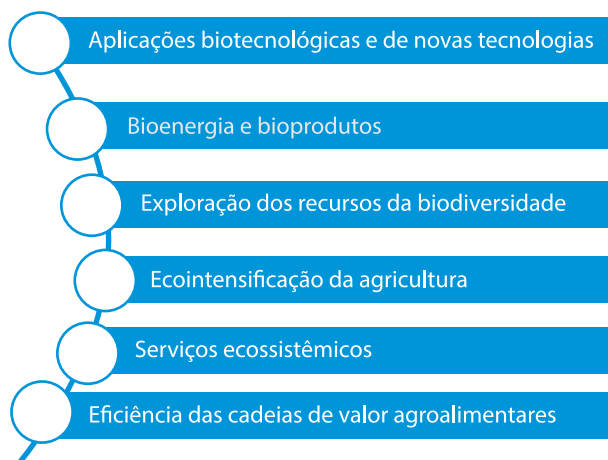 Aplicações biotecnológicas e de novas tecnologias
Bioenergia e bioprodutos
Exploração dos recursos da biodiversidade
Ecointensificação da agricultura
Serviços ecossistêmicos
Eficiência das cadeias de valor agroalimentares